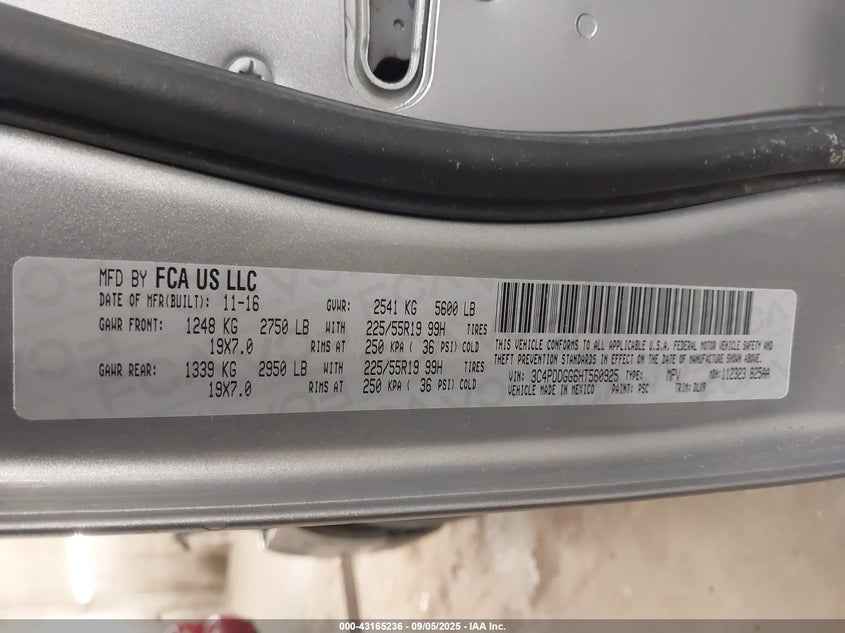 MFD BY FCA US LLC
DATE OF MFR(BUILT): 11-16 GVWR: 2541 KG 5600 LB
GAWR FRONT: 1248 KG 2750 LB WITH 225/55R19 99H TIRES
19X7.0 RIMS AT 250 KPA ( 36 PSI) COLD
GAWR REAR: 1339 KG 2950 LB WITH 225/55R19 99H TIRES
19X7.0 RIMS AT 250 KPA ( 36 PSI) COLD
THIS VEHICLE CONFORMS TO ALL APPLICABLE U.S.A. FEDERAL MOTOR VEHICLE SAFETY AND
THEFT PREVENTION STANDARDS IN EFFECT ON THE DATE OF MANUFACTURE SHOWN ABOVE.
VIN: 3C4PDDGG6HT560925 TYPE: MPV MDH: 112323 825AA
VEHICLE MADE IN MEXICO PAINT: PSC TRIM: DLX9
000-43165236 - 09/05/2025 - IAA Inc.